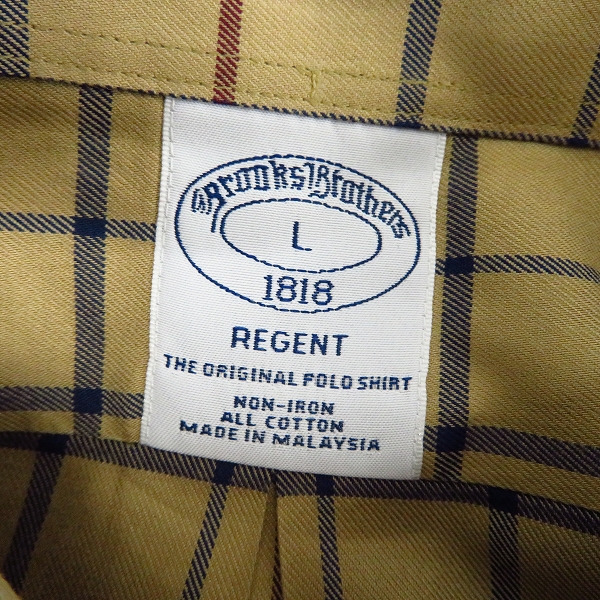 Brooks Brothers
L
1818
REGENT
THE ORIGINAL POLO SHIRT
NON-IRON
ALL COTTON
MADE IN MALAYSIA